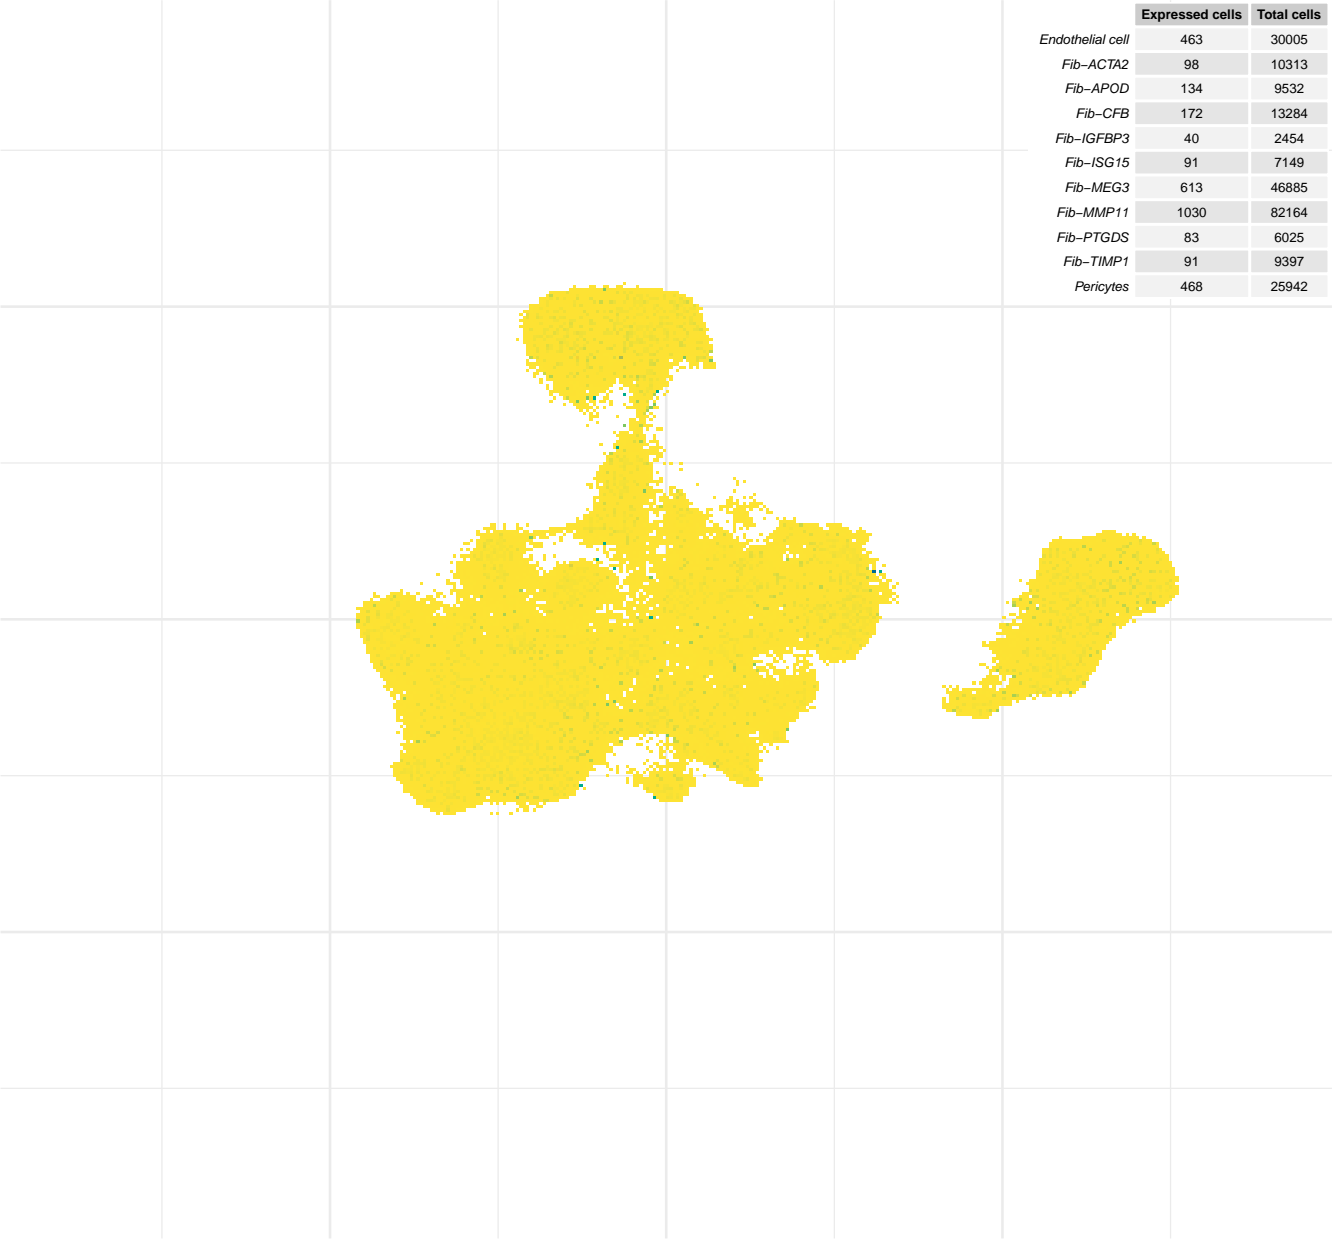 Expressed cells Total cells
Endothelial cell 463 30005
Fib−ACTA2 98 10313
Fib−APOD 134 9532
Fib−CFB 172 13284
Fib−IGFBP3 40 2454
Fib−ISG15 91 7149
Fib−MEG3 613 46885
Fib−MMP11 1030 82164
Fib−PTGDS 83 6025
Fib−TIMP1 91 9397
Pericytes 468 25942